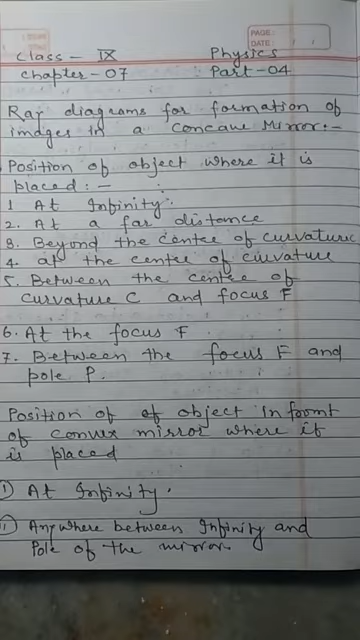 PAGE:
DATE:
Class - IX Physics
Chapter - 07 Part - 04
Ray diagrams for formation of
images in a concave Mirror:-
Position of object where it is
placed:-
1 At Infinity.
2. At a far distance
3. Beyond the centre of curvature
4. at the centre of curvature
5. Between the centre of
curvature C and focus F
6. At the focus F
7. Between the focus F and
pole P.
Position of of object In foomt
of convex mirror where it
is placed
① At Infinity.
⑪ Anywhere between Infinity and
Pole of the mirror.